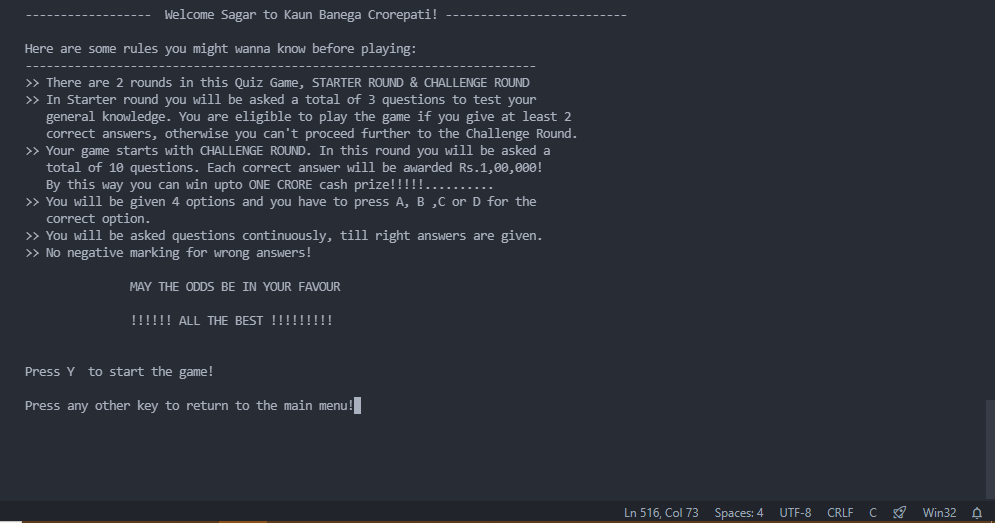 ------------------  Welcome Sagar to Kaun Banega Crorepati! --------------------------
Here are some rules you might wanna know before playing:
-------------------------------------------------------------------------
>> There are 2 rounds in this Quiz Game, STARTER ROUND & CHALLENGE ROUND
>> In Starter round you will be asked a total of 3 questions to test your
general knowledge. You are eligible to play the game if you give at least 2
correct answers, otherwise you can't proceed further to the Challenge Round.
>> Your game starts with CHALLENGE ROUND. In this round you will be asked a
total of 10 questions. Each correct answer will be awarded Rs.1,00,000!
By this way you can win upto ONE CRORE cash prize!!!!!..........
>> You will be given 4 options and you have to press A, B ,C or D for the
correct option.
>> You will be asked questions continuously, till right answers are given.
>> No negative marking for wrong answers!
MAY THE ODDS BE IN YOUR FAVOUR
!!!!!! ALL THE BEST !!!!!!!!!
Press Y  to start the game!
Press any other key to return to the main menu!
Ln 516, Col 73 Spaces: 4 UTF-8 CRLF C Win32